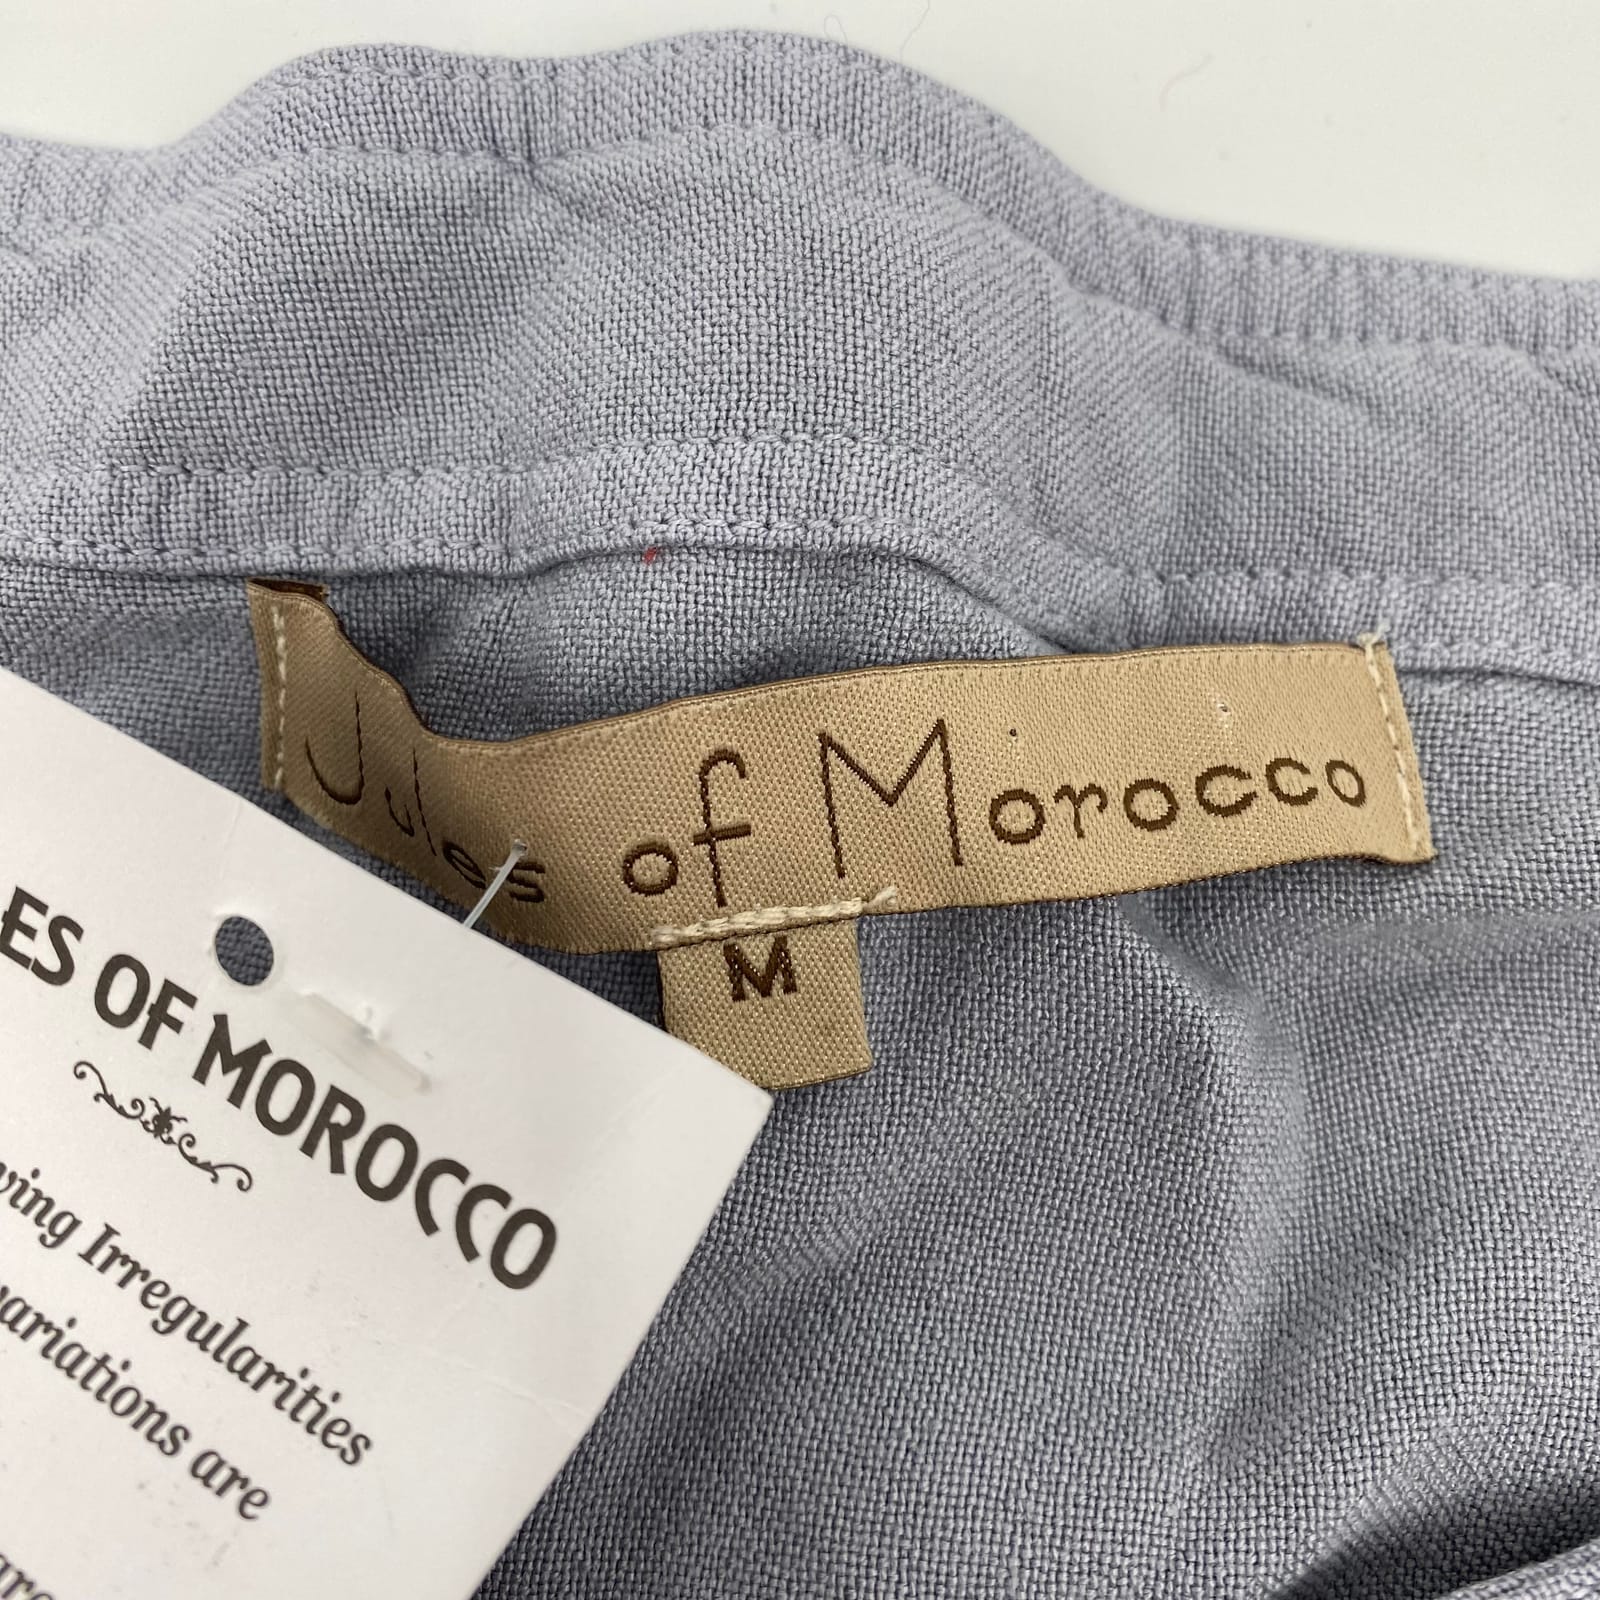 Jules of Morocco
M
ES OF MOROCCO
ving Irregularities
variations are